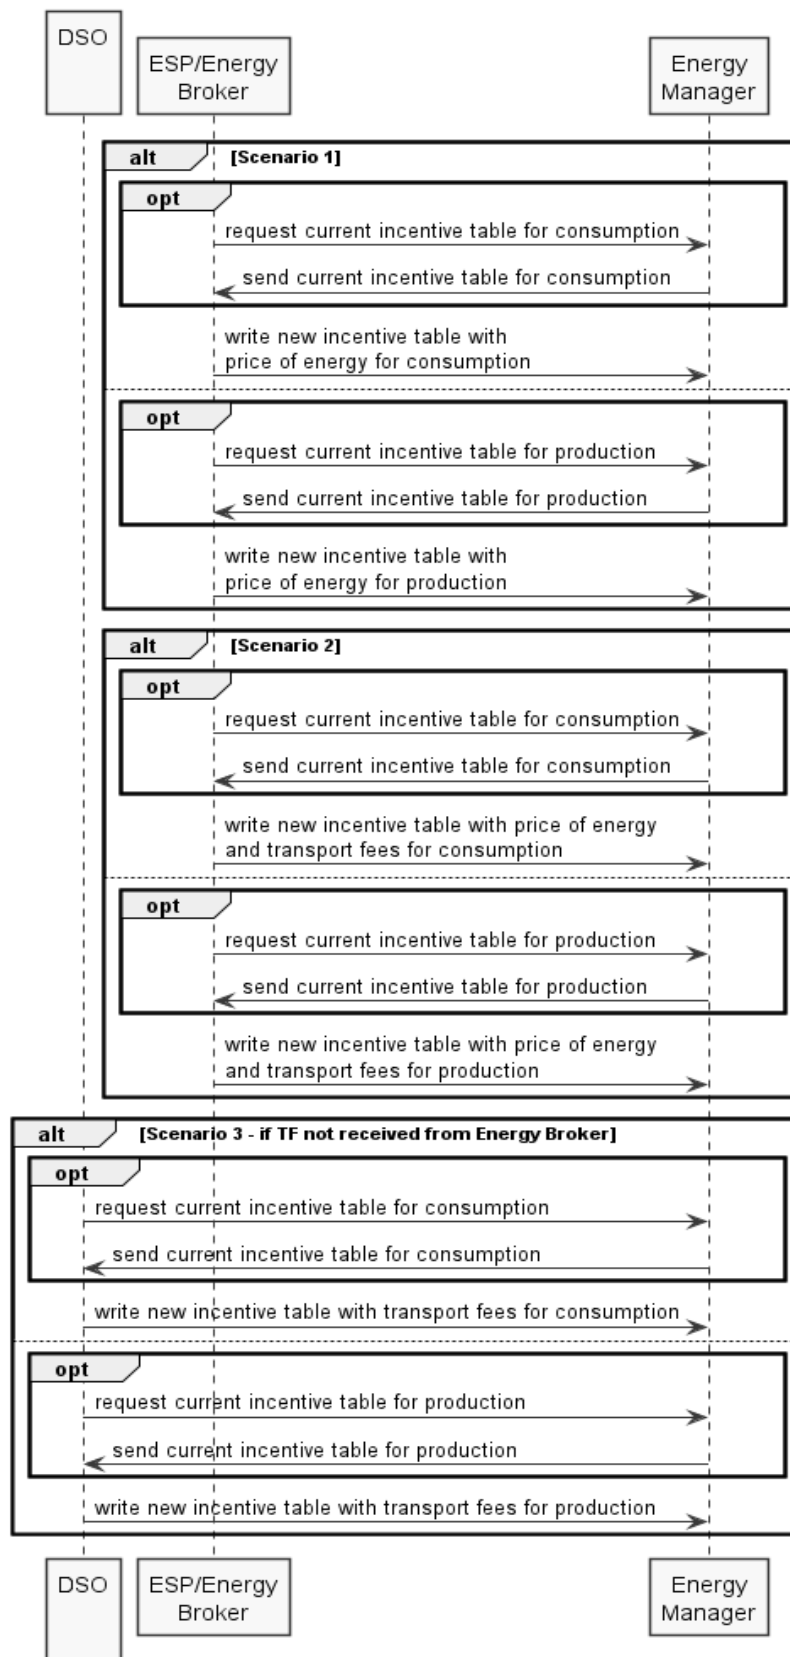 DSO
ESP/Energy
Broker
Energy
Manager
alt
[Scenario 1]
opt
request current incentive table for consumption
send current incentive table for consumption
write new incentive table with
price of energy for consumption
opt
request current incentive table for production
send current incentive table for production
write new incentive table with
price of energy for production
alt
[Scenario 2]
opt
request current incentive table for consumption
send current incentive table for consumption
write new incentive table with price of energy
and transport fees for consumption
opt
request current incentive table for production
send current incentive table for production
write new incentive table with price of energy
and transport fees for production
alt
[Scenario 3 - if TF not received from Energy Broker]
opt
request current incentive table for consumption
send current incentive table for consumption
write new incentive table with transport fees for consumption
opt
request current incentive table for production
send current incentive table for production
write new incentive table with transport fees for production
DSO
ESP/Energy
Broker
Energy
Manager